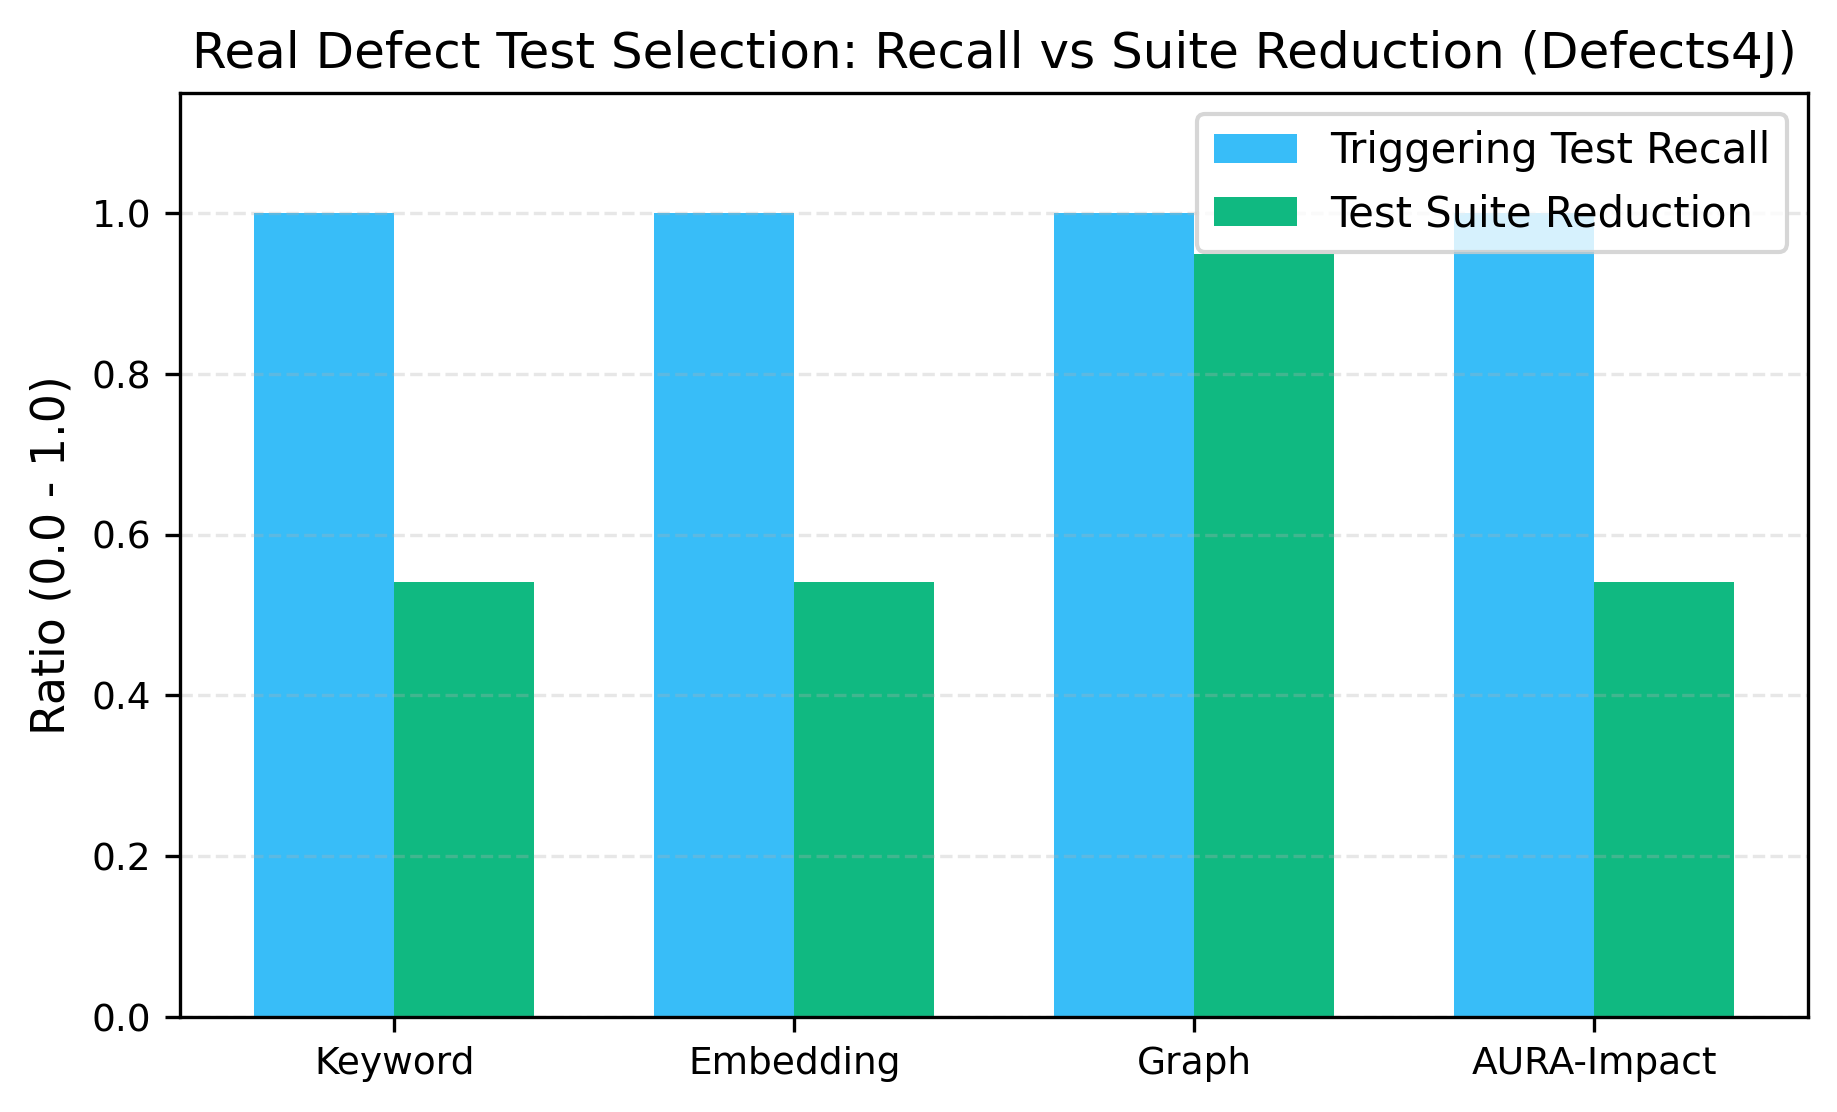 Real Defect Test Selection: Recall vs Suite Reduction (Defects4J)
Triggering Test Recall
Test Suite Reduction
Ratio (0.0 - 1.0)
1.0
0.8
0.6
0.4
0.2
0.0
Keyword
Embedding
Graph
AURA-Impact